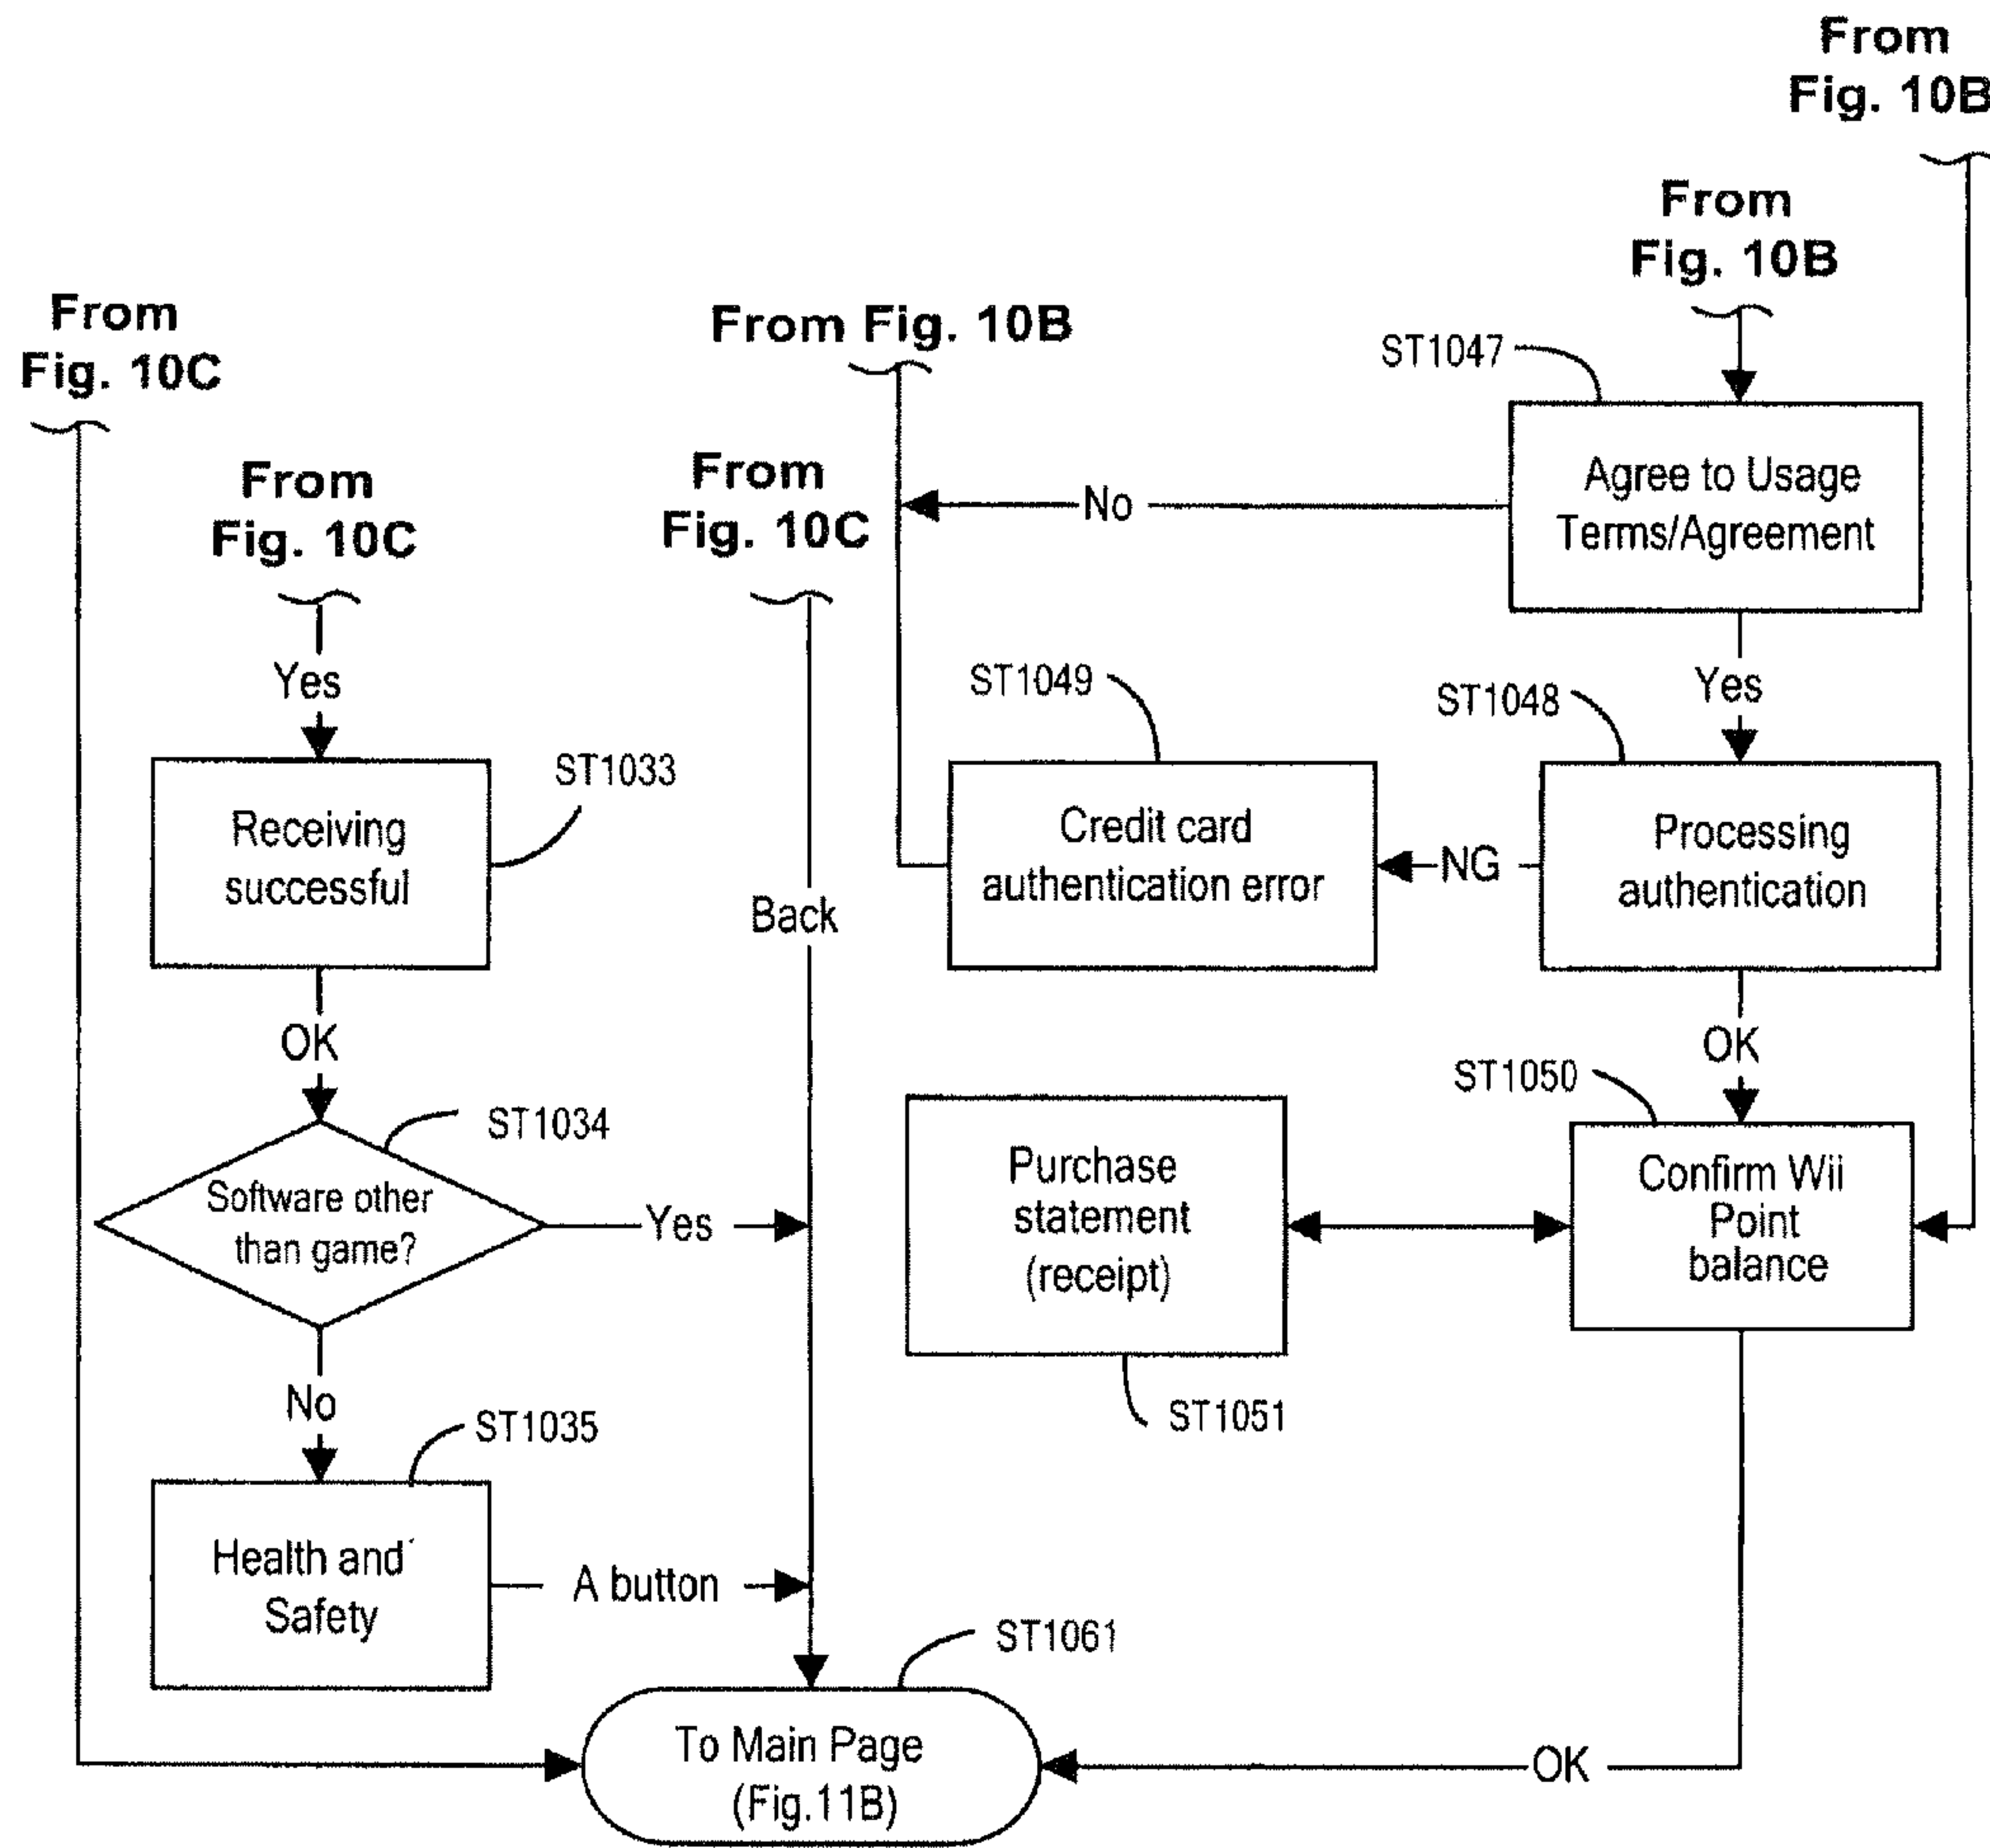 From
Fig. 10B
From
Fig. 10B
From
Fig. 10C
From Fig. 10B
ST1047
Agree to Usage
Terms/Agreement
No
From
Fig. 10C
From
Fig. 10C
Yes
Yes
ST1049
ST1048
ST1033
Receiving
successful
Credit card
authentication error
NG
Processing
authentication
Back
OK
OK
ST1034
ST1050
Software other
than game?
Yes
Purchase
statement
(receipt)
Confirm Wii
Point
balance
No
ST1035
ST1051
Health and
Safety
A button
ST1061
To Main Page
(Fig.11B)
OK